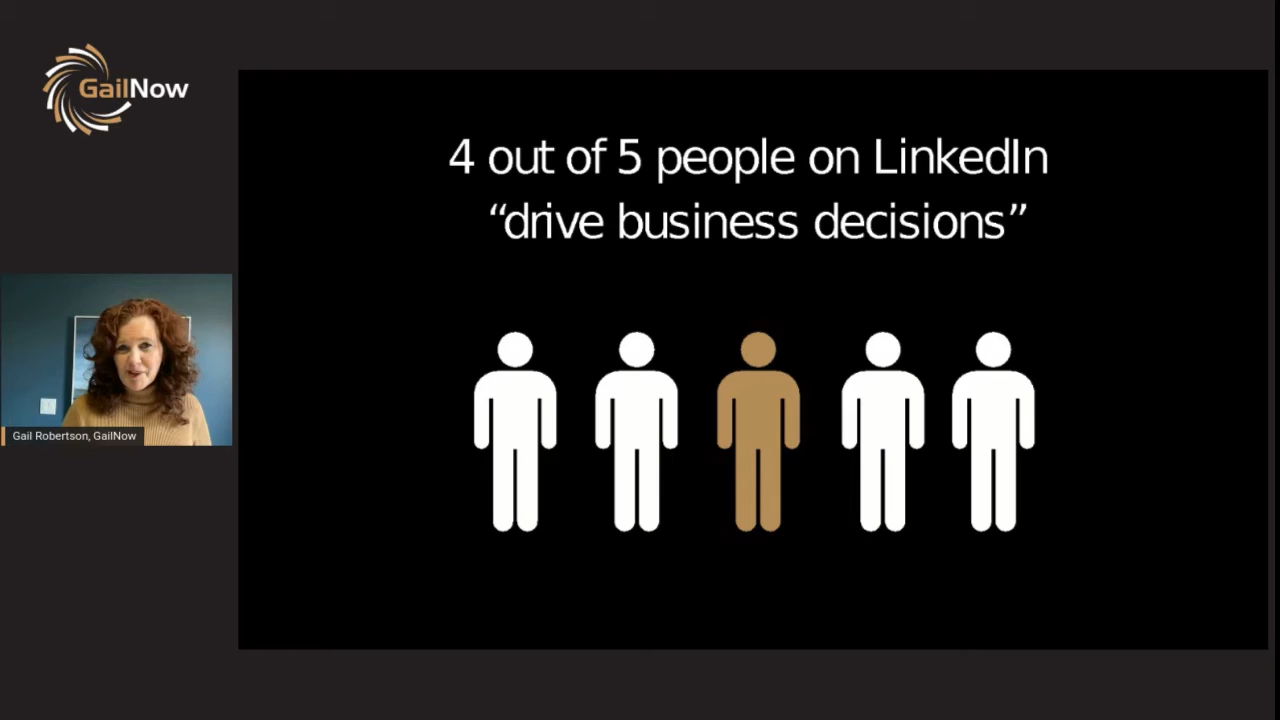 GailNow
4 out of 5 people on LinkedIn
“drive business decisions”
Gail Robertson, GailNow